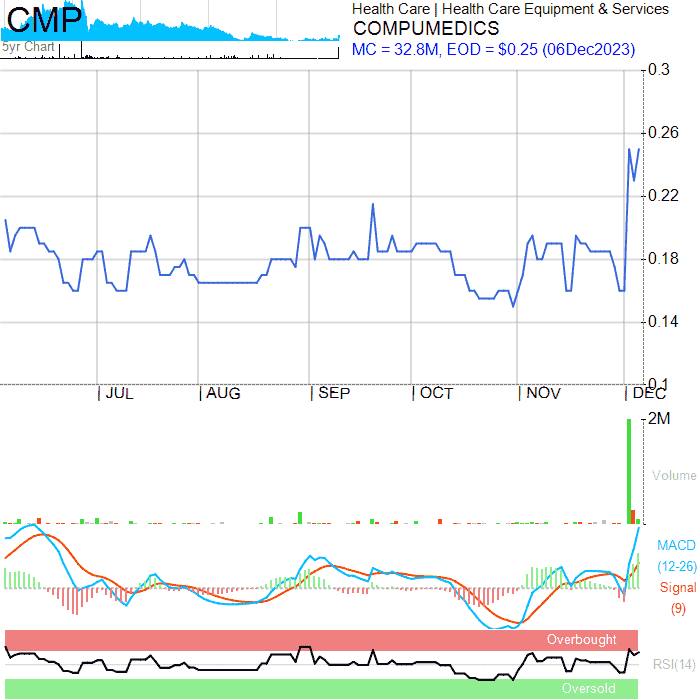 CMP
5yr Chart
Health Care | Health Care Equipment & Services
COMPUMEDICS
MC = 32.8M, EOD = $0.25 (06Dec2023)
0.3
0.26
0.22
0.18
0.14
0.1
JUL AUG SEP OCT NOV DEC
2M
Volume
MACD
(12-26)
Signal
(9)
Overbought
RSI(14)
Oversold